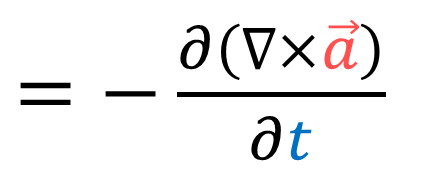 = − ∂(∇×a⃗) / ∂t